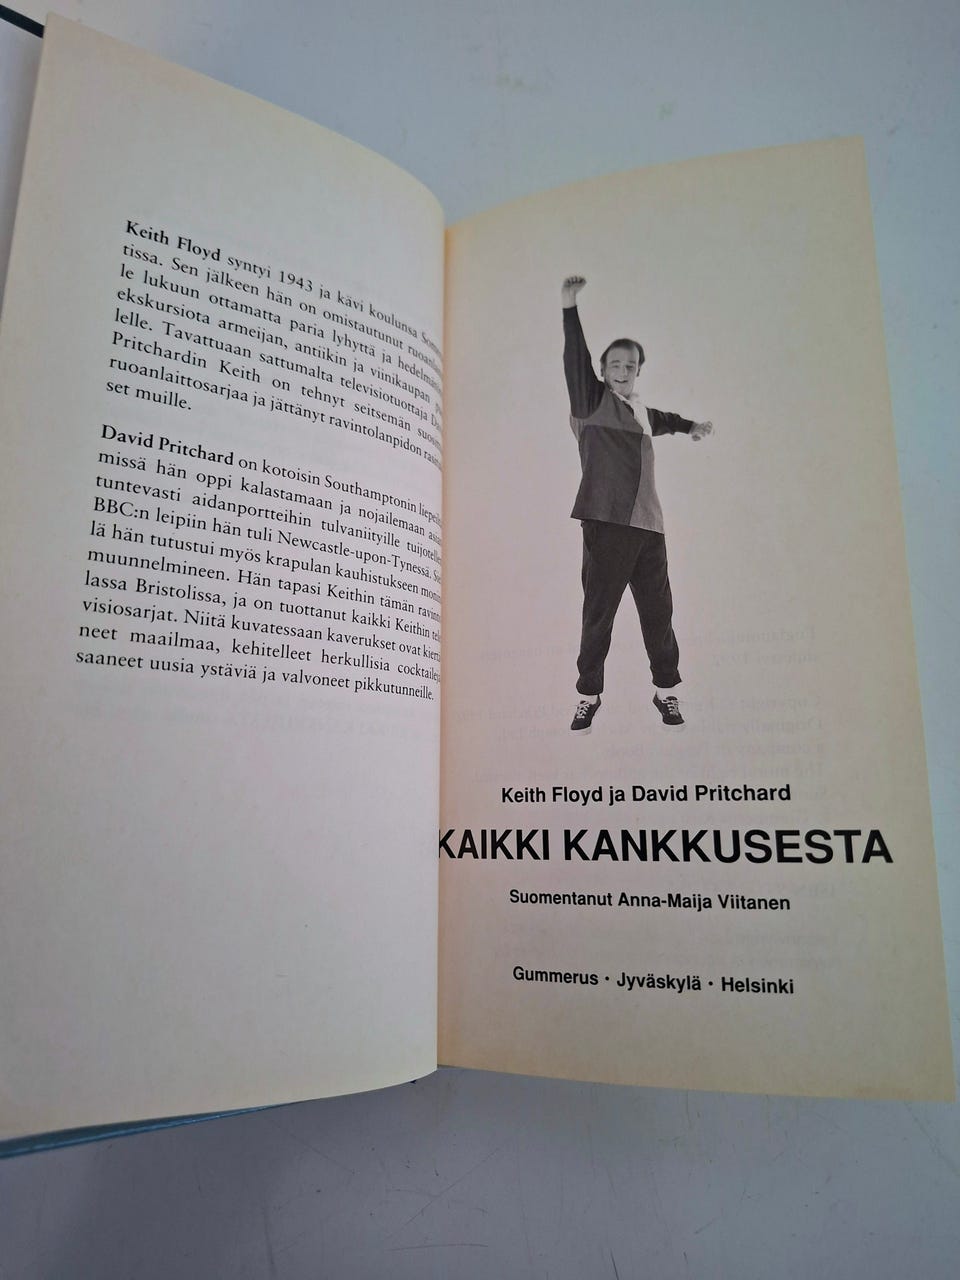 Keith Floyd syntyi 1943 ja kävi koulunsa
tissa. Sen jälkeen hän on omistautunut
le lukuun ottamatta paria lyhyttä ja
ekskursiota armeijan, antiikin ja viinikaupan
lelle. Tavattuaan sattumalta televisiotuottaja
Pritchardin Keith on tehnyt seitsemän
ruoanlaittosarjaa ja jättänyt ravintolanpidon
set muille.
David Pritchard on kotoisin Southamptonin
missä hän oppi kalastamaan ja nojailemaan
tuntevasti aidanportteihin tulvaniityille
BBC:n leipiin hän tuli Newcastle-upon-Tynessä.
lä hän tutustui myös krapulan kauhistukseen
muunnelmineen. Hän tapasi Keithin tämän
lassa Bristolissa, ja on tuottanut kaikki Keithin
visiosarjat. Niitä kuvatessaan kaverukset ovat
neet maailmaa, kehitelleet herkullisia
saaneet uusia ystäviä ja valvoneet pikkutunneille.
Keith Floyd ja David Pritchard
KAIKKI KANKKUSESTA
Suomentanut Anna-Maija Viitanen
Gummerus • Jyväskylä • Helsinki